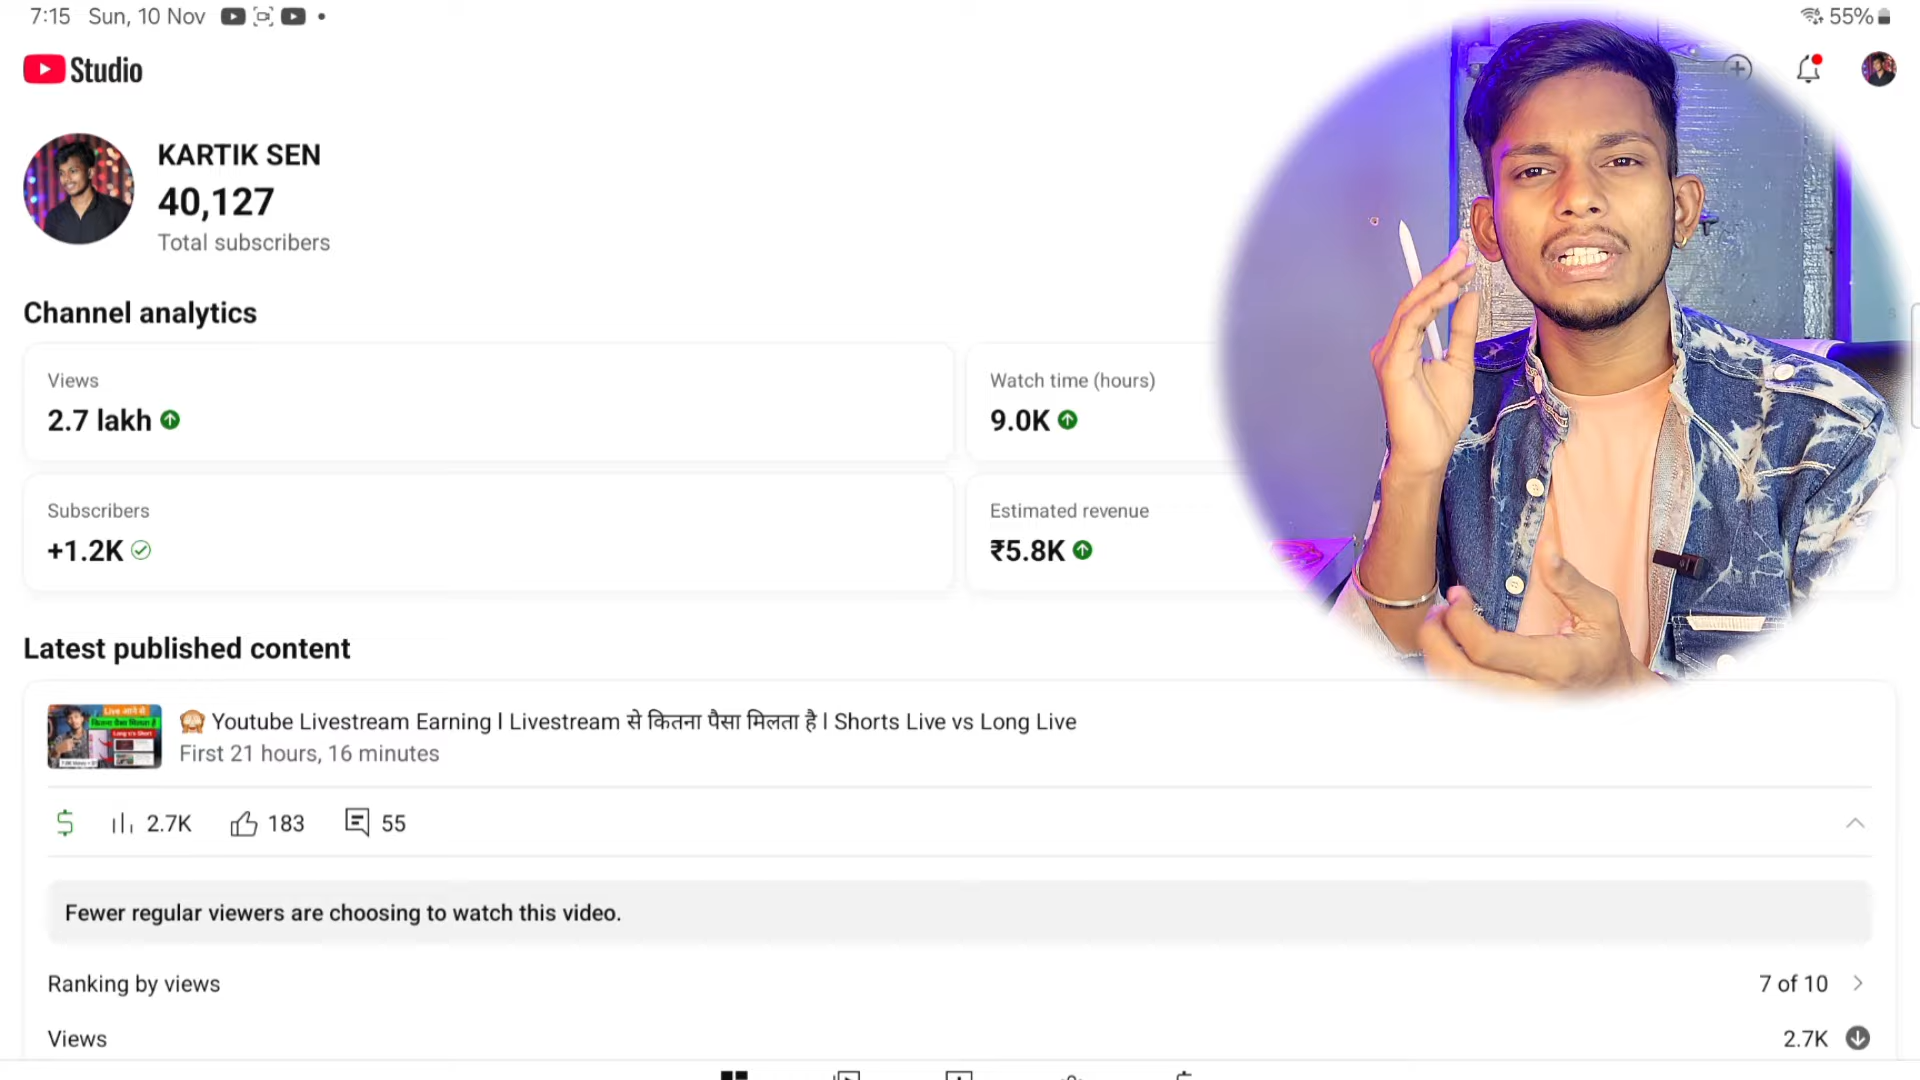 7:15 Sun, 10 Nov
55%
Studio
KARTIK SEN
40,127
Total subscribers
Channel analytics
Views
2.7 lakh
Watch time (hours)
9.0K
Subscribers
+1.2K
Estimated revenue
₹5.8K
Latest published content
Youtube Livestream Earning l Livestream से कितना पैसा मिलता है l Shorts Live vs Long Live
First 21 hours, 16 minutes
2.7K 183 55
Fewer regular viewers are choosing to watch this video.
Ranking by views 7 of 10
Views 2.7K